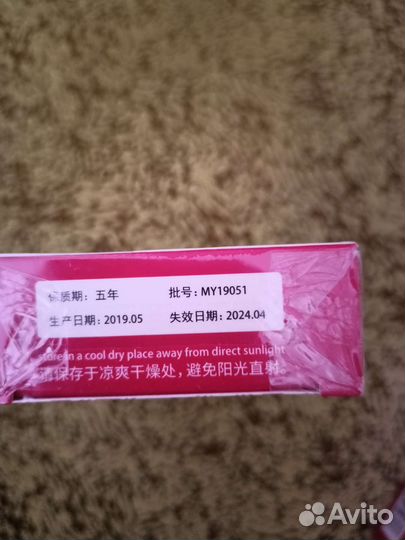 保质期：五年 批号：MY19051
生产日期：2019.05 失效日期：2024.04
store in a cool dry place away from direct sunlight
请保存于凉爽干燥处，避免阳光直射。
Avito